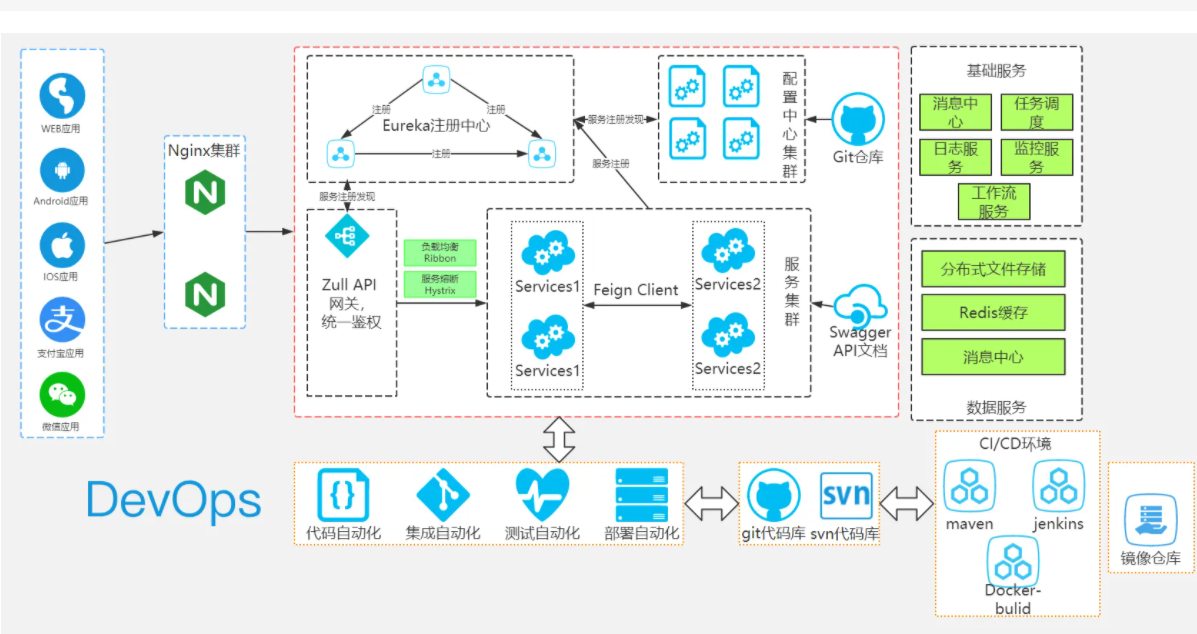 WEB应用
Android应用
IOS应用
支付宝应用
微信应用
Nginx集群
注册
注册
Eureka注册中心
注册
服务注册发现
服务注册发现
服务注册
配置中心集群
Git仓库
Zull API
网关,
统一鉴权
负载均衡
Ribbon
服务熔断
Hystrix
Services1
Services1
Feign Client
Services2
Services2
服务集群
Swagger
API文档
基础服务
消息中
心
任务调
度
日志服
务
监控服
务
工作流
服务
分布式文件存储
Redis缓存
消息中心
数据服务
DevOps
代码自动化
集成自动化
测试自动化
部署自动化
git代码库
svn
svn代码库
CI/CD环境
maven
jenkins
Docker-
bulid
镜像仓库